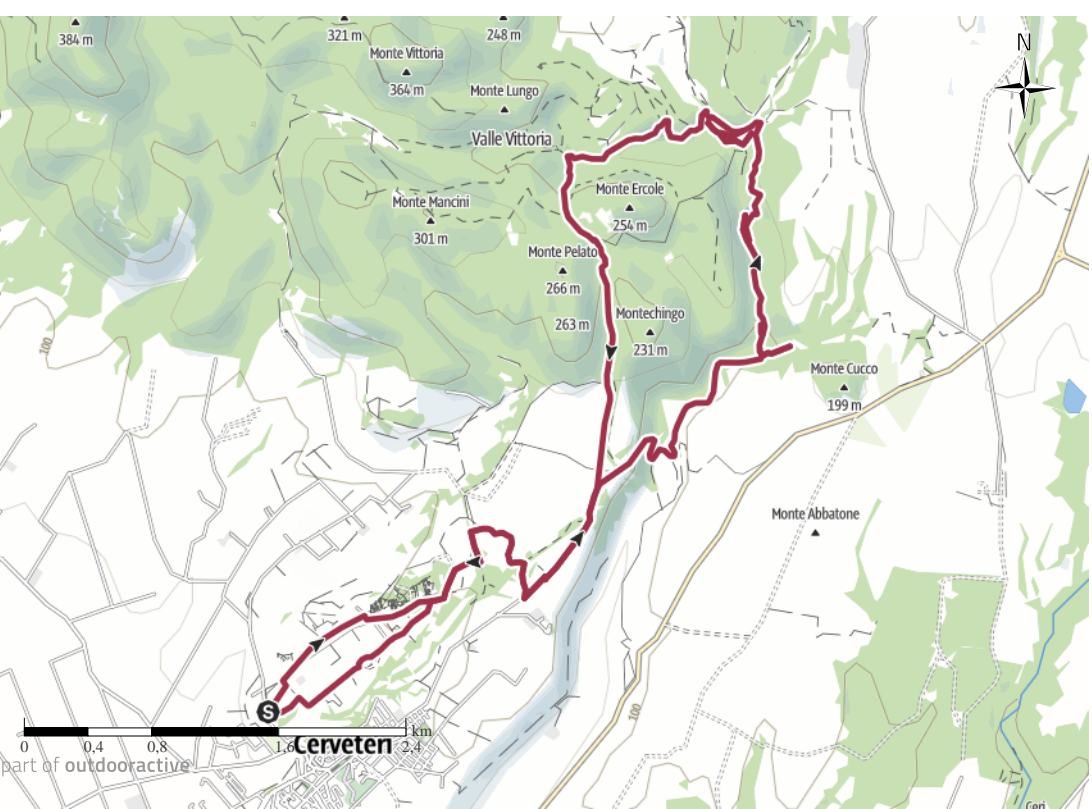 N
384 m
321 m
248 m
Monte Vittoria
364 m
Monte Lungo
Valle Vittoria
Monte Ercole
254 m
Monte Mancini
301 m
Monte Pelato
266 m
263 m
Montechingo
231 m
100
Monte Cucco
199 m
Monte Abbatone
100
S
km
0 0,4 0,8 1,6 2,4
Cerveteri
part of outdooractive
Ceri